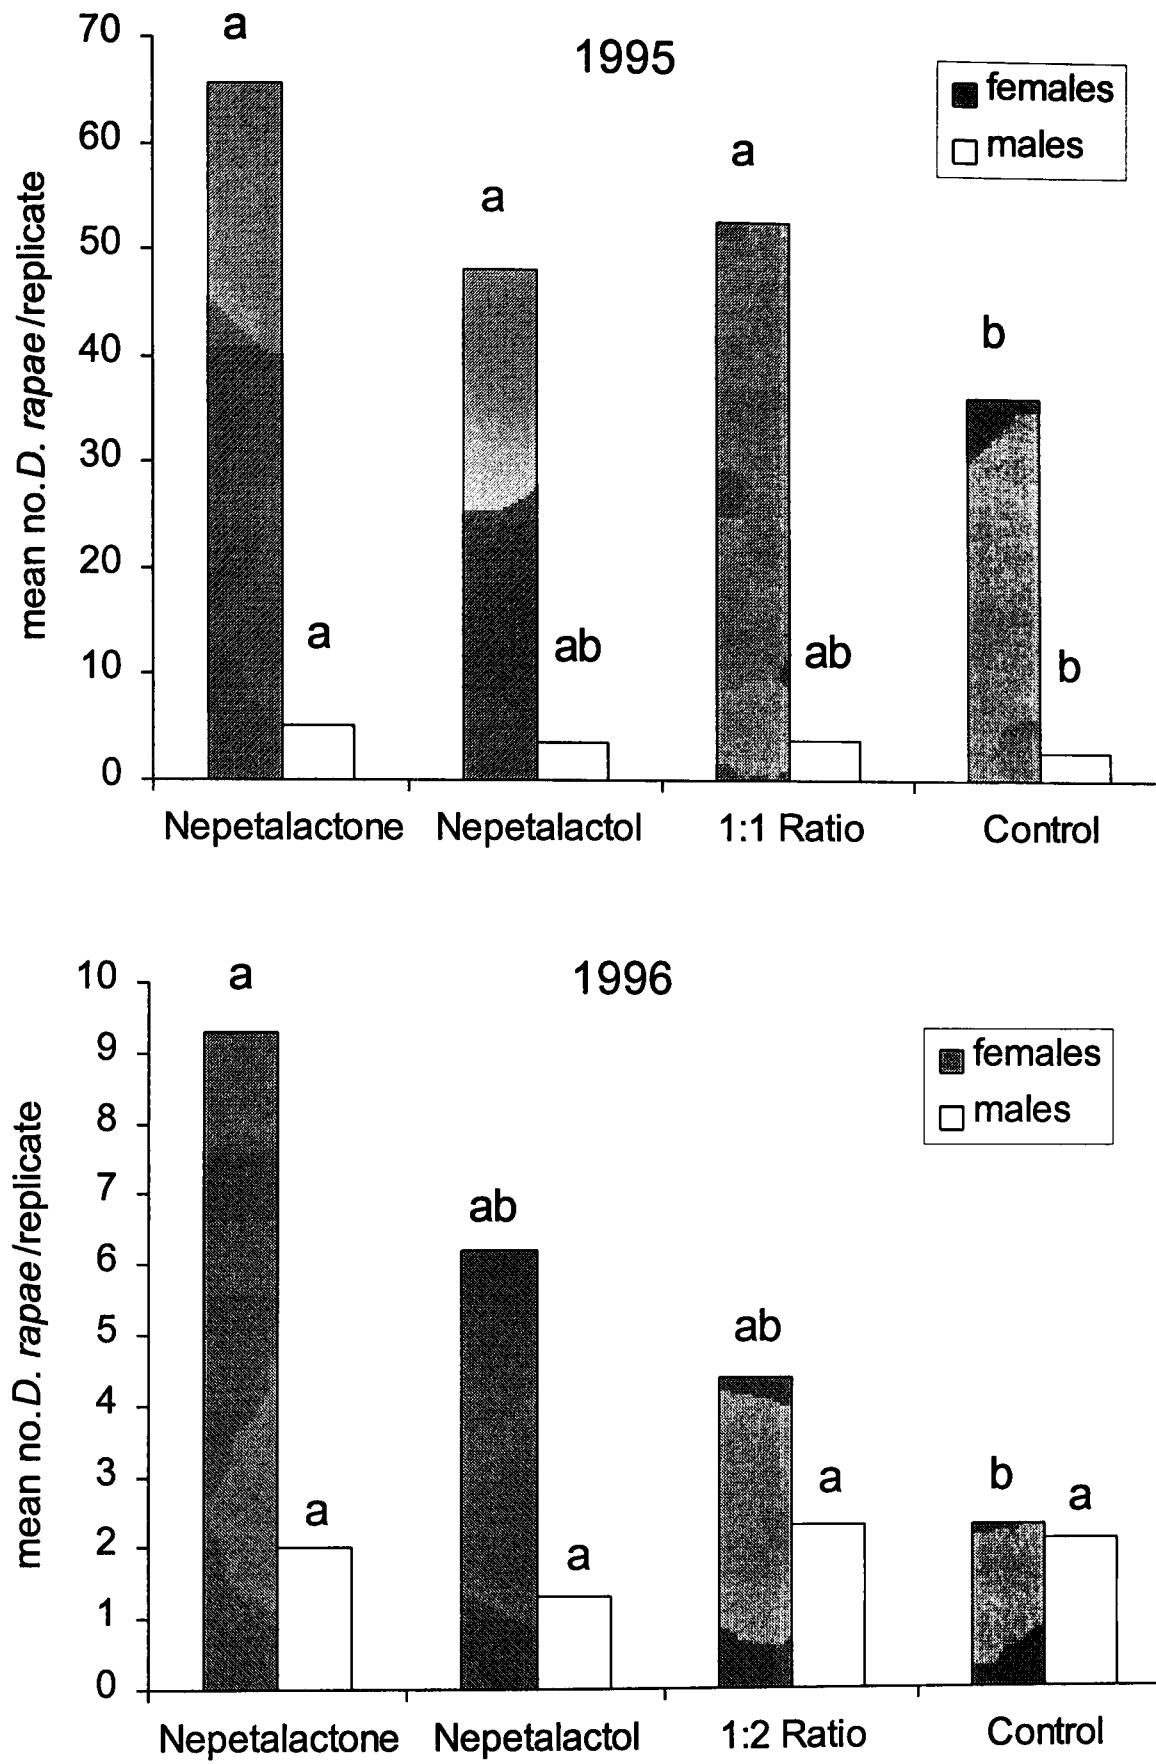 1995
females
males
mean no. D. rapae/replicate
70
60
50
40
30
20
10
0
a
a
a
b
a
ab
ab
b
Nepetalactone Nepetalactol 1:1 Ratio Control
1996
females
males
mean no. D. rapae/replicate
10
9
8
7
6
5
4
3
2
1
0
a
ab
ab
b
a
a
a
a
Nepetalactone Nepetalactol 1:2 Ratio Control